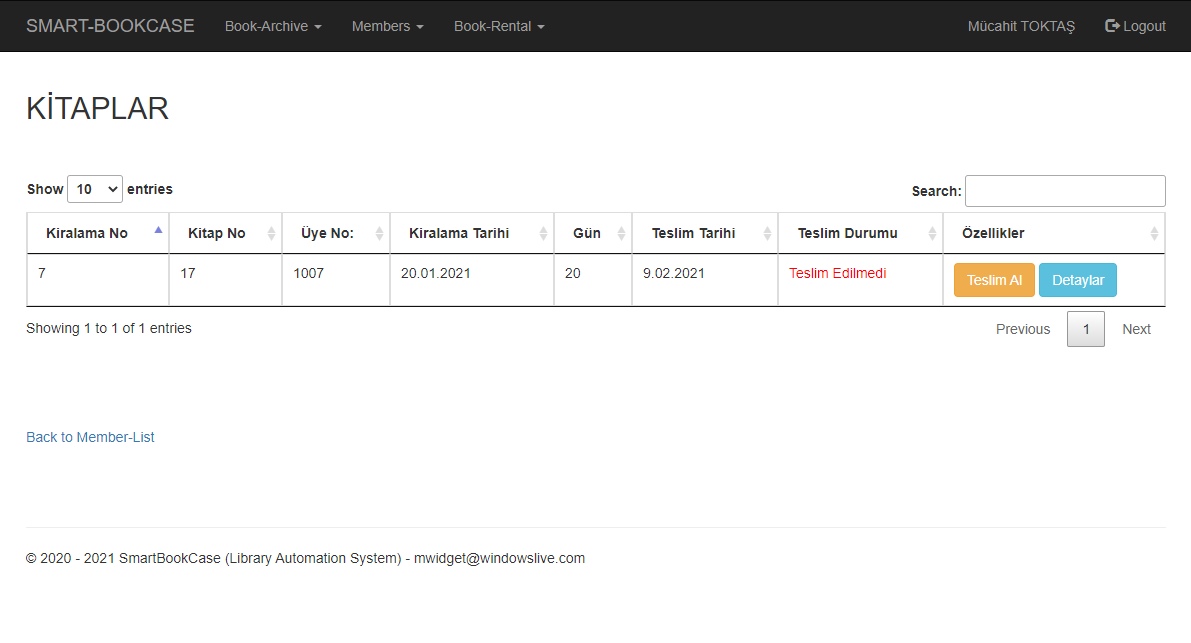 SMART-BOOKCASE Book-Archive Members Book-Rental Mücahit TOKTAŞ Logout
KİTAPLAR
Show 10 entries Search:
Kiralama No Kitap No Üye No: Kiralama Tarihi Gün Teslim Tarihi Teslim Durumu Özellikler
7 17 1007 20.01.2021 20 9.02.2021 Teslim Edilmedi Teslim Al Detaylar
Showing 1 to 1 of 1 entries Previous 1 Next
Back to Member-List
© 2020 - 2021 SmartBookCase (Library Automation System) - mwidget@windowslive.com